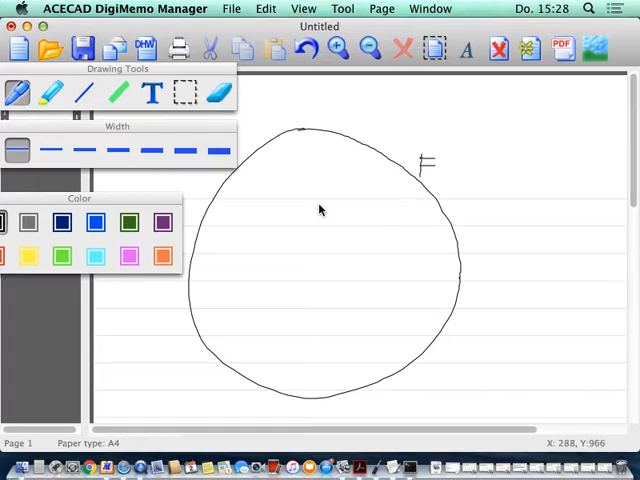 ACECAD DigiMemo Manager File Edit View Tool Page Window Do. 15:28
Untitled
DHW
A
PDF
Drawing Tools
T
Width
Color
F
Page 1 Paper type: A4 X: 288, Y:966